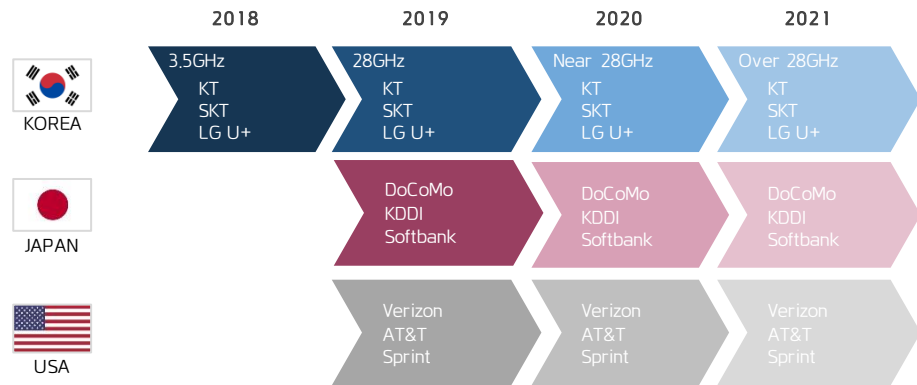 2018 2019 2020 2021
KOREA
3.5GHz
KT
SKT
LG U+
28GHz
KT
SKT
LG U+
Near 28GHz
KT
SKT
LG U+
Over 28GHz
KT
SKT
LG U+
JAPAN
DoCoMo
KDDI
Softbank
DoCoMo
KDDI
Softbank
DoCoMo
KDDI
Softbank
USA
Verizon
AT&T
Sprint
Verizon
AT&T
Sprint
Verizon
AT&T
Sprint